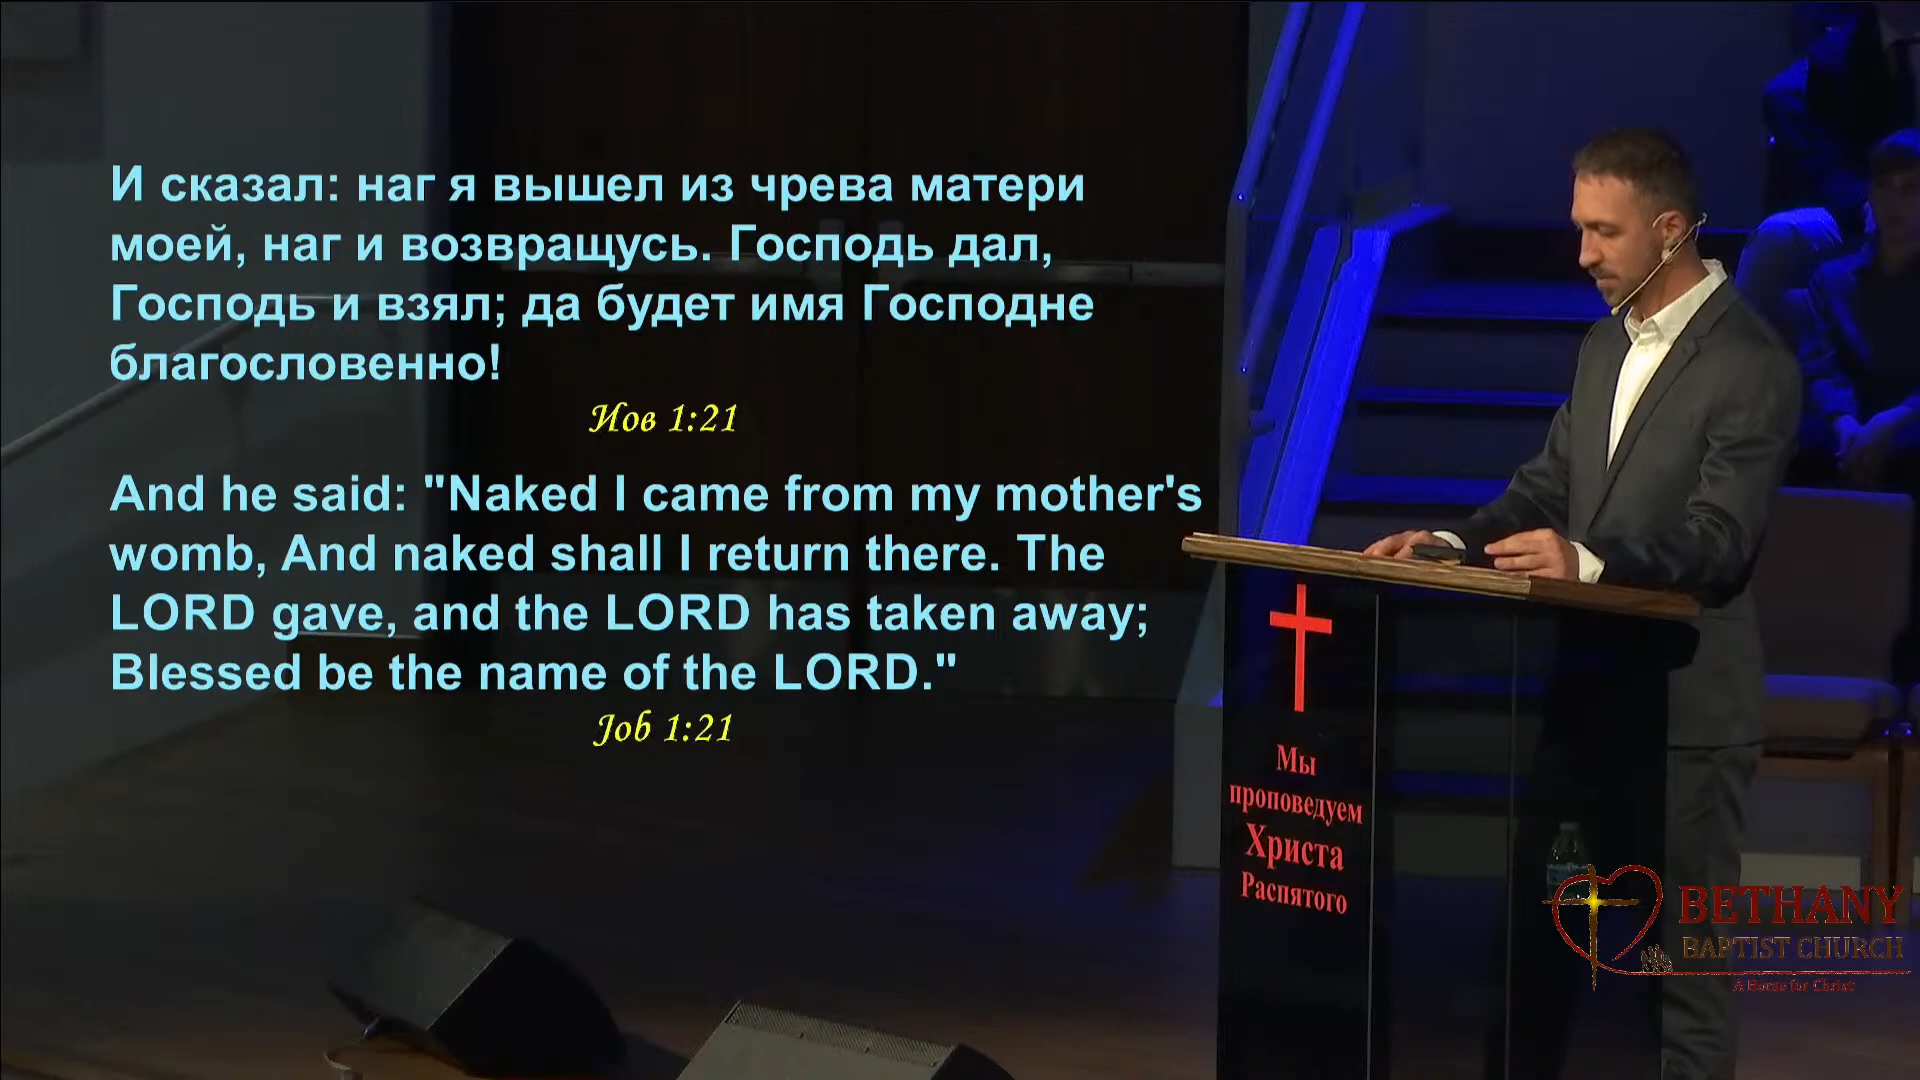 И сказал: наг я вышел из чрева матери
моей, наг и возвращусь. Господь дал,
Господь и взял; да будет имя Господне
благословенно!
Иов 1:21
And he said: "Naked I came from my mother's
womb, And naked shall I return there. The
LORD gave, and the LORD has taken away;
Blessed be the name of the LORD."
Job 1:21
Мы
проповедуем
Христа
Распятого
BETHANY
BAPTIST CHURCH
A House for Christ